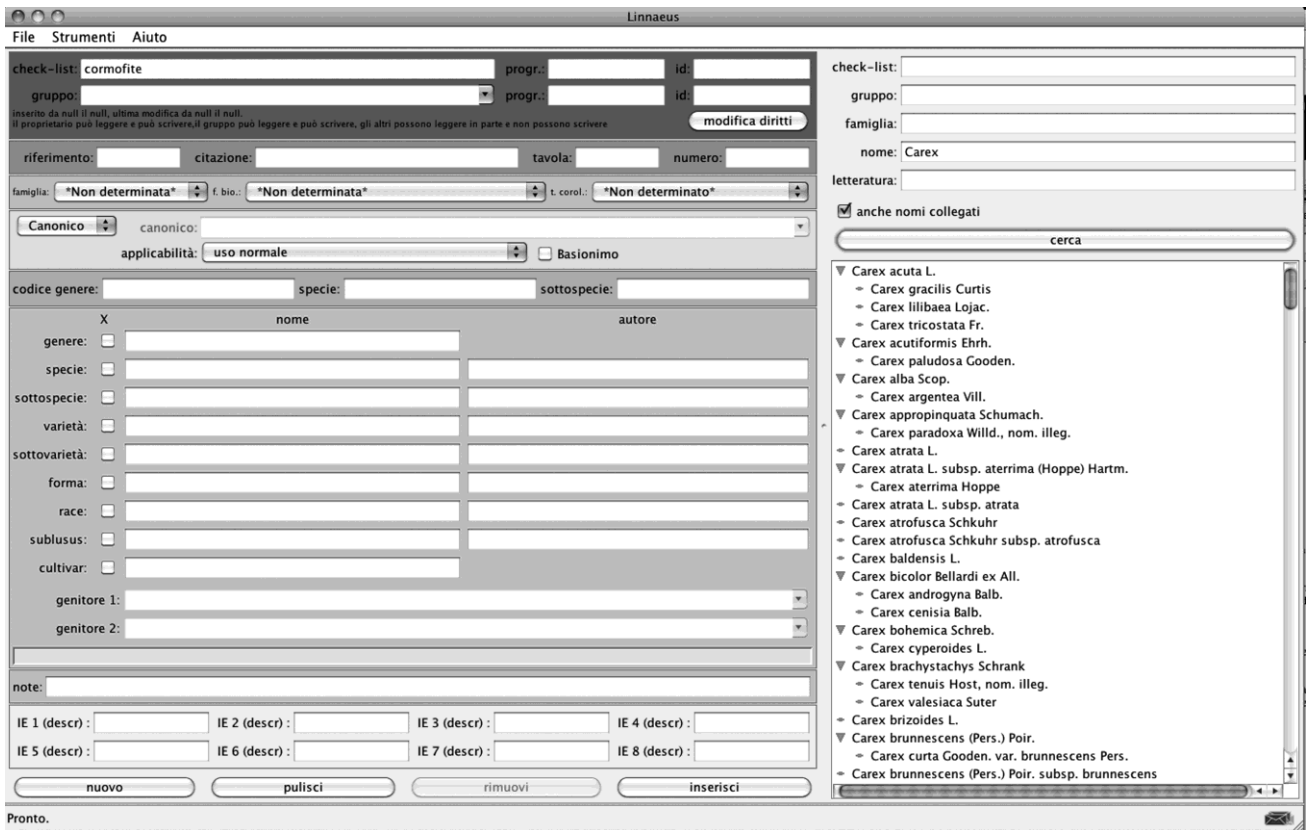 Linnaeus
File Strumenti Aiuto
check-list: cormofite progr.: id:
gruppo: progr.: id:
inserito da null il null, ultima modifica da null il null.
il proprietario può leggere e può scrivere,il gruppo può leggere e può scrivere, gli altri possono leggere in parte e non possono scrivere
modifica diritti
riferimento: citazione: tavola: numero:
famiglia: *Non determinata* f. bio.: *Non determinata* t. corol.: *Non determinato*
Canonico canonico:
applicabilità: uso normale Basionimo
codice genere: specie: sottospecie:
X nome autore
genere:
specie:
sottospecie:
varietà:
sottovarietà:
forma:
race:
sublusus:
cultivar:
genitore 1:
genitore 2:
note:
IE 1 (descr) : IE 2 (descr) : IE 3 (descr) : IE 4 (descr) :
IE 5 (descr) : IE 6 (descr) : IE 7 (descr) : IE 8 (descr) :
nuovo pulisci rimuovi inserisci
check-list:
gruppo:
famiglia:
nome: Carex
letteratura:
anche nomi collegati
cerca
Carex acuta L.
Carex gracilis Curtis
Carex lilibaea Lojac.
Carex tricostata Fr.
Carex acutiformis Ehrh.
Carex paludosa Gooden.
Carex alba Scop.
Carex argentea Vill.
Carex appropinquata Schumach.
Carex paradoxa Willd., nom. illeg.
Carex atrata L.
Carex atrata L. subsp. aterrima (Hoppe) Hartm.
Carex aterrima Hoppe
Carex atrata L. subsp. atrata
Carex atrofusca Schkuhr
Carex atrofusca Schkuhr subsp. atrofusca
Carex baldensis L.
Carex bicolor Bellardi ex All.
Carex androgyna Balb.
Carex cenisia Balb.
Carex bohemica Schreb.
Carex cyperoides L.
Carex brachystachys Schrank
Carex tenuis Host, nom. illeg.
Carex valesiaca Suter
Carex brizoides L.
Carex brunnescens (Pers.) Poir.
Carex curta Gooden. var. brunnescens Pers.
Carex brunnescens (Pers.) Poir. subsp. brunnescens
Pronto.